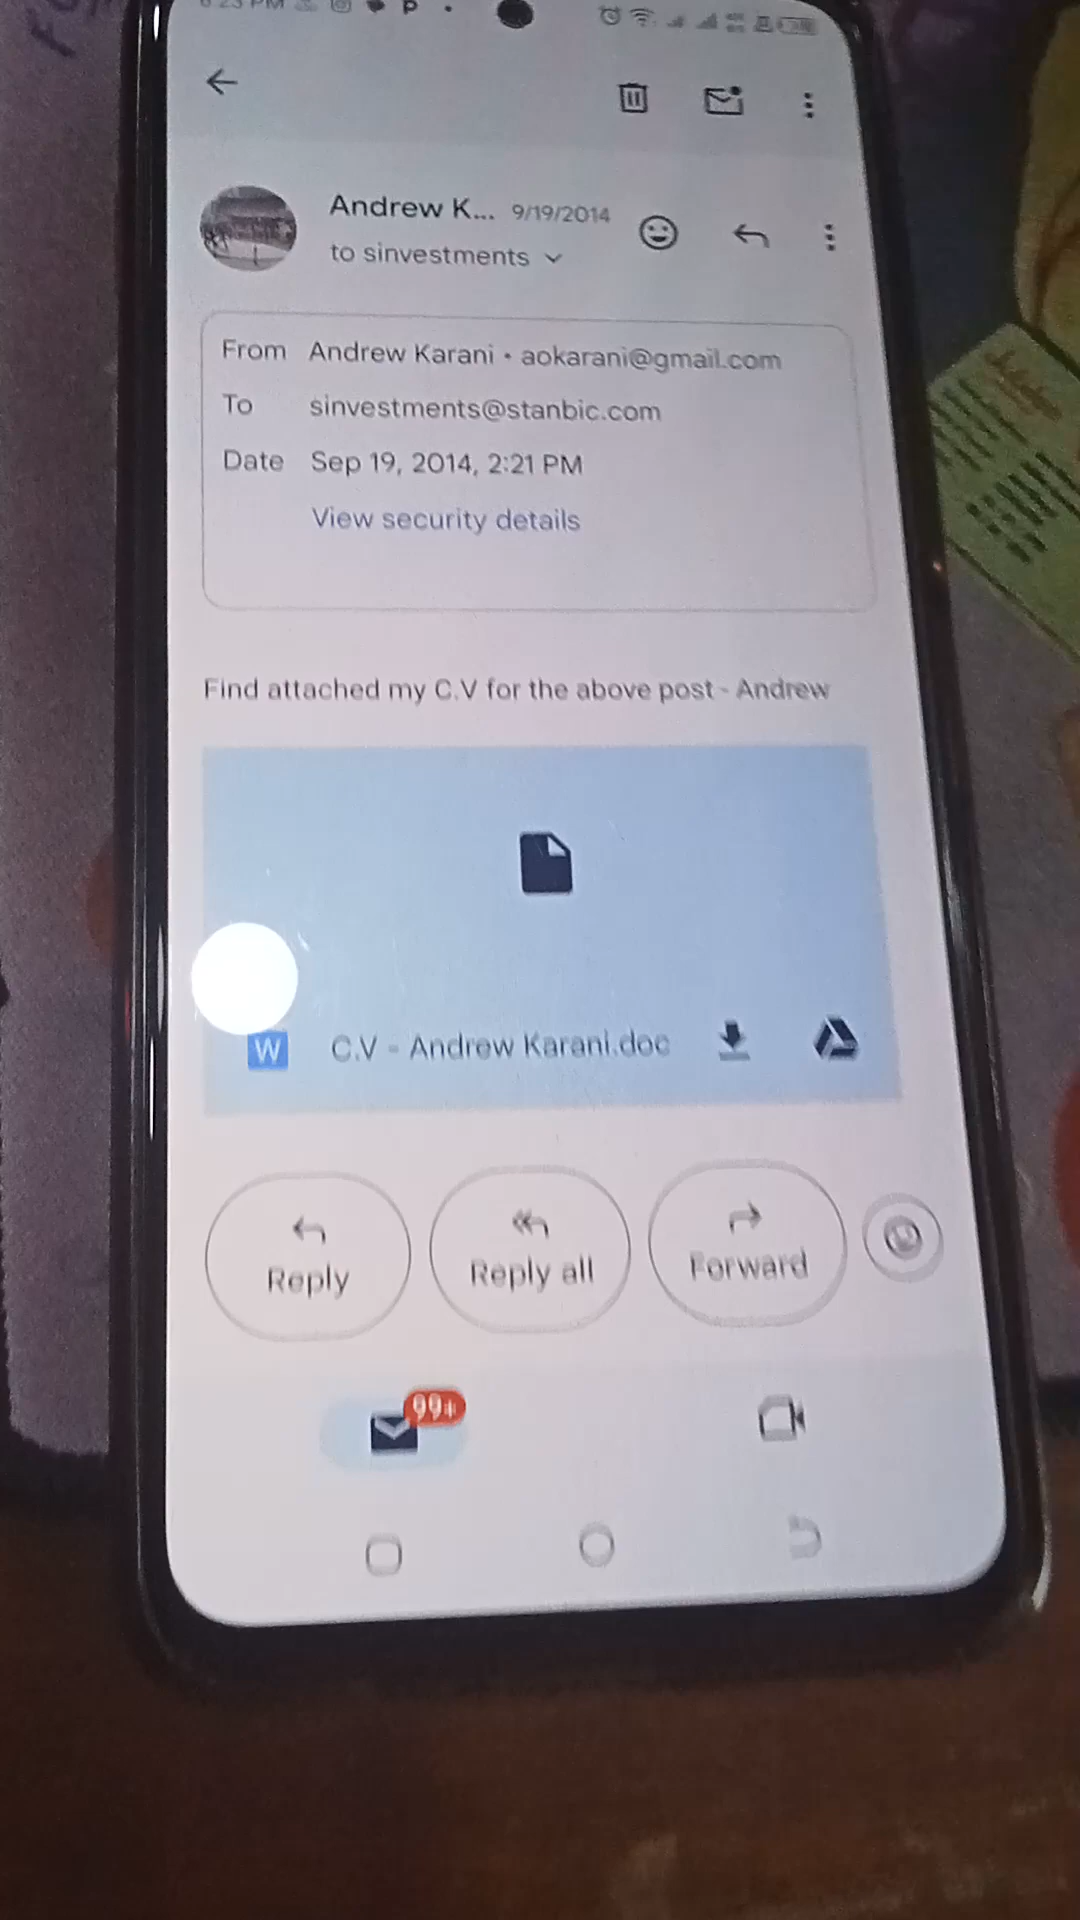 Andrew K... 9/19/2014
to sinvestments
From Andrew Karani • aokarani@gmail.com
To sinvestments@stanbic.com
Date Sep 19, 2014, 2:21 PM
View security details
Find attached my C.V for the above post - Andrew
W C.V - Andrew Karani.doc
Reply
Reply all
Forward
99+